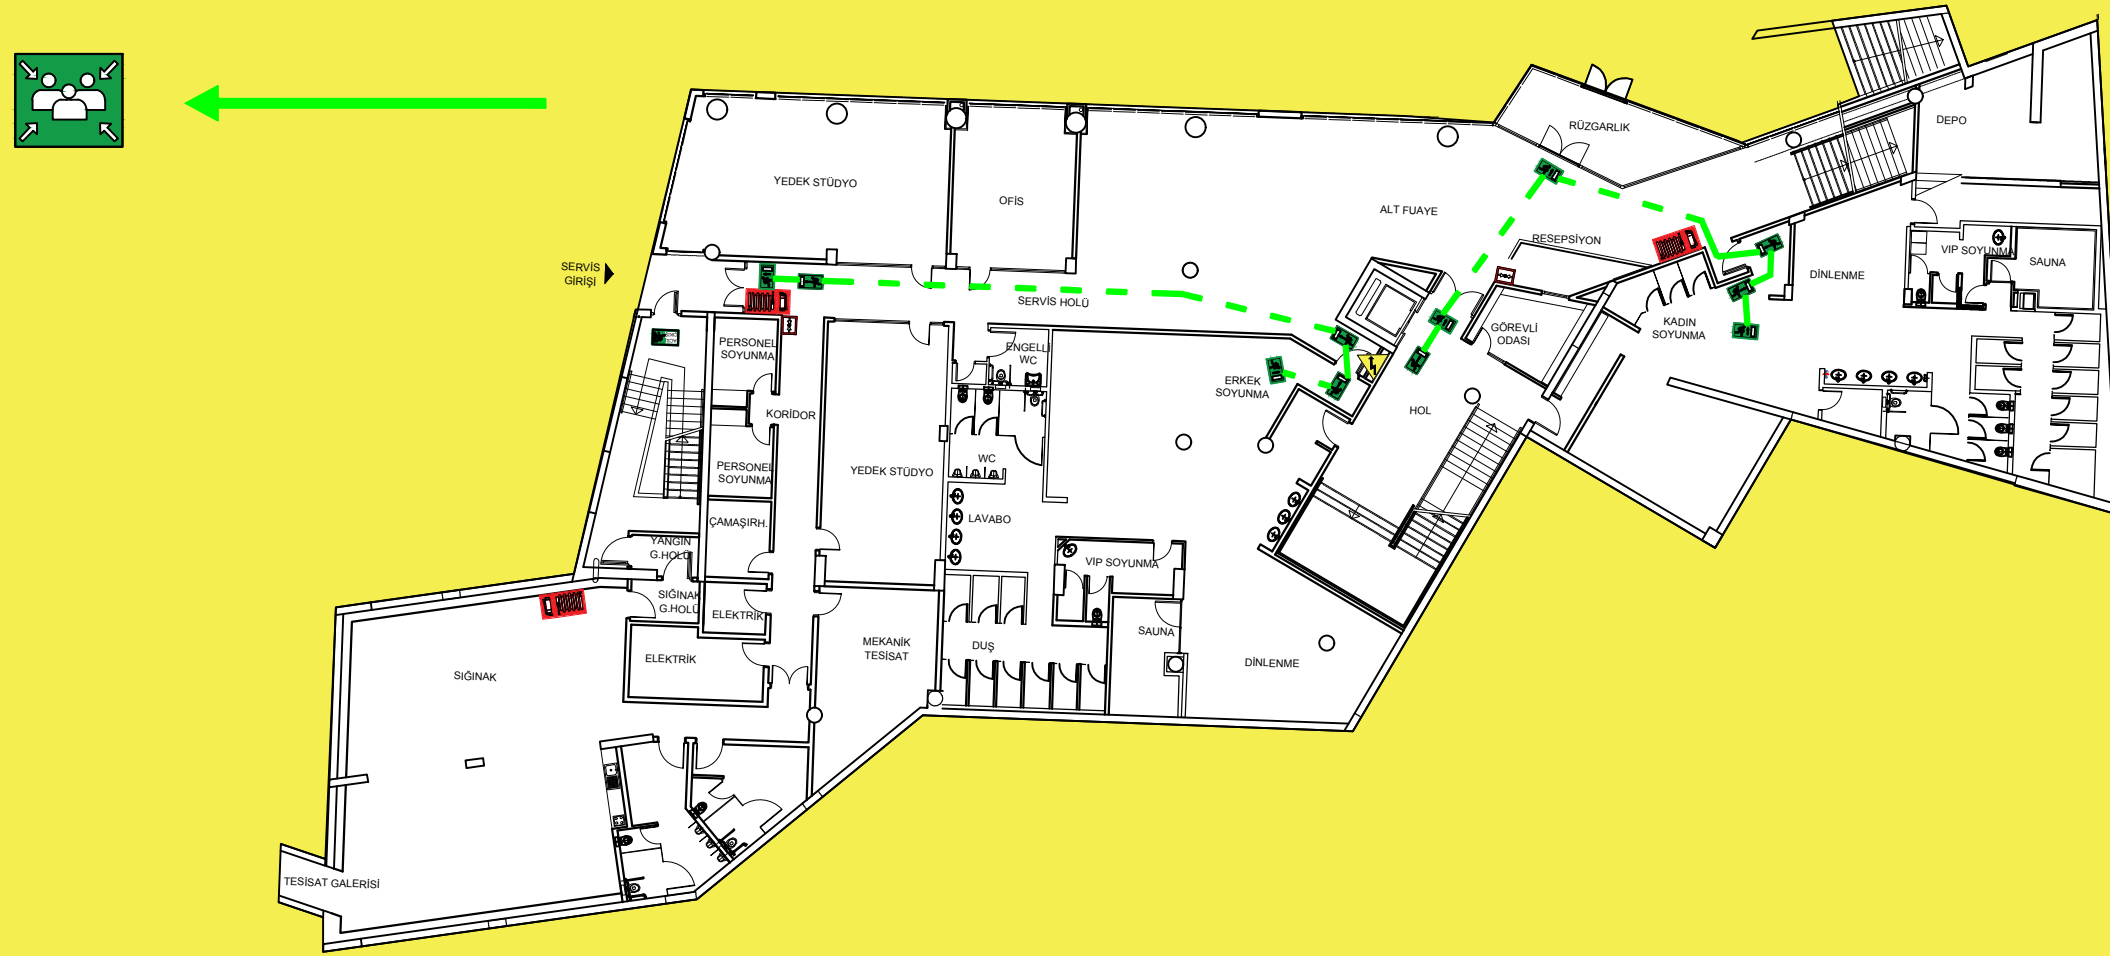 RÜZGARLIK
DEPO
YEDEK STÜDYO
OFİS
ALT FUAYE
RESEPSİYON
VIP SOYUNMA
SAUNA
DİNLENME
SERVİS
GİRİŞİ
SERVİS HOLÜ
GÖREVLİ
ODASI
KADIN
SOYUNMA
PERSONEL
SOYUNMA
ENGELLİ
WC
ERKEK
SOYUNMA
HOL
KORİDOR
WC
PERSONEL
SOYUNMA
YEDEK STÜDYO
LAVABO
ÇAMAŞIRH.
YANGIN
G.HOLÜ
VIP SOYUNMA
SIĞINAK
G.HOLÜ
ELEKTRİK
SAUNA
MEKANİK
TESİSAT
DUŞ
ELEKTRİK
DİNLENME
SIĞINAK
TESİSAT GALERİSİ